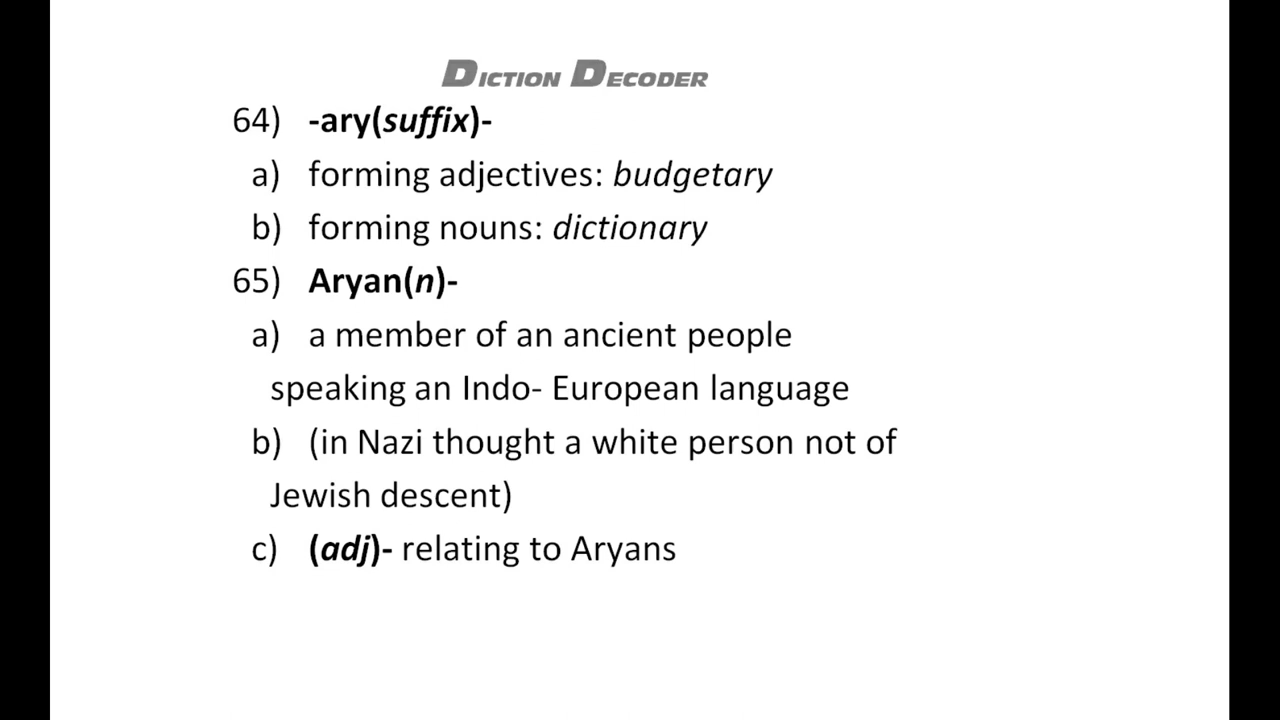 DICTION DECODER
64) -ary(suffix)-
a) forming adjectives: budgetary
b) forming nouns: dictionary
65) Aryan(n)-
a) a member of an ancient people
speaking an Indo- European language
b) (in Nazi thought a white person not of
Jewish descent)
c) (adj)- relating to Aryans